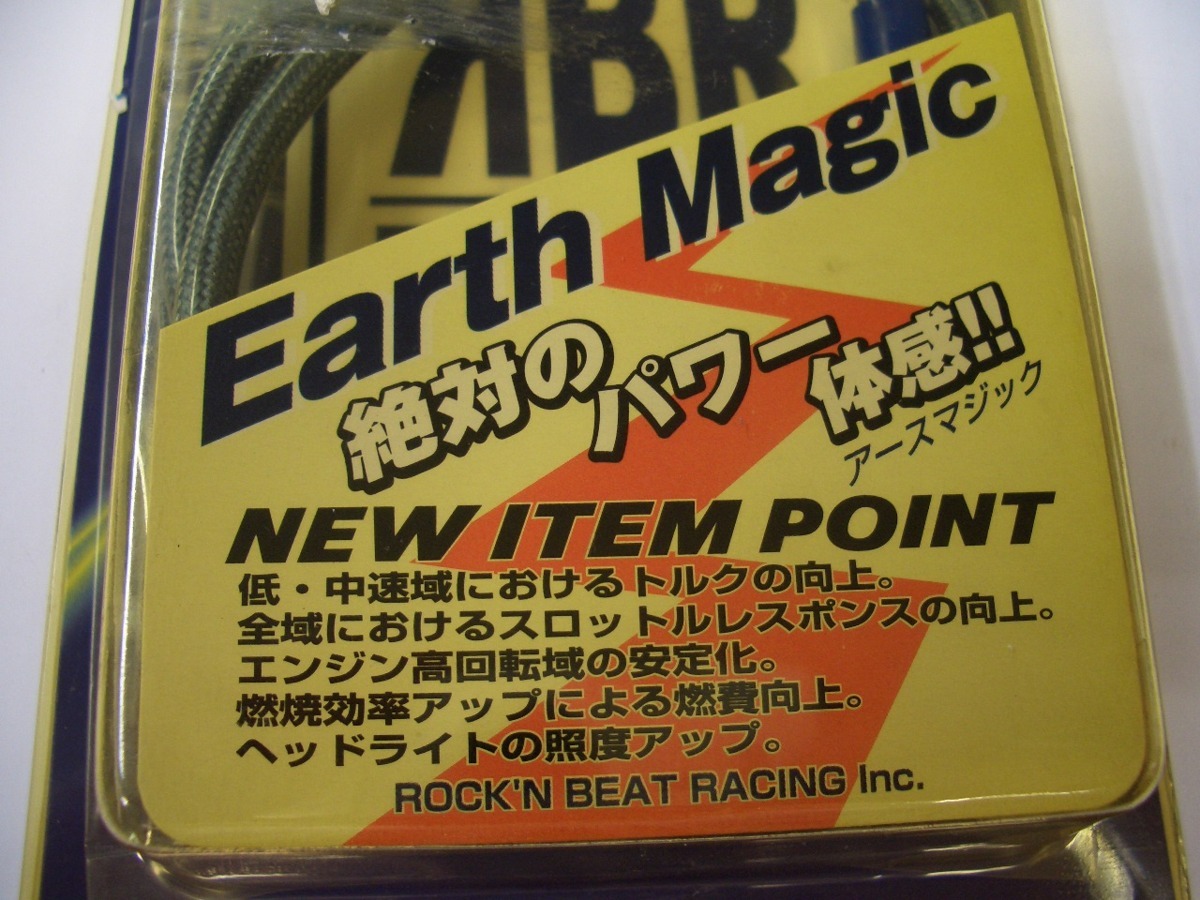 Earth Magic
絶対のパワー体感!!
アースマジック
NEW ITEM POINT
低・中速域におけるトルクの向上。
全域におけるスロットルレスポンスの向上。
エンジン高回転域の安定化。
燃焼効率アップによる燃費向上。
ヘッドライトの照度アップ。
ROCK'N BEAT RACING Inc.